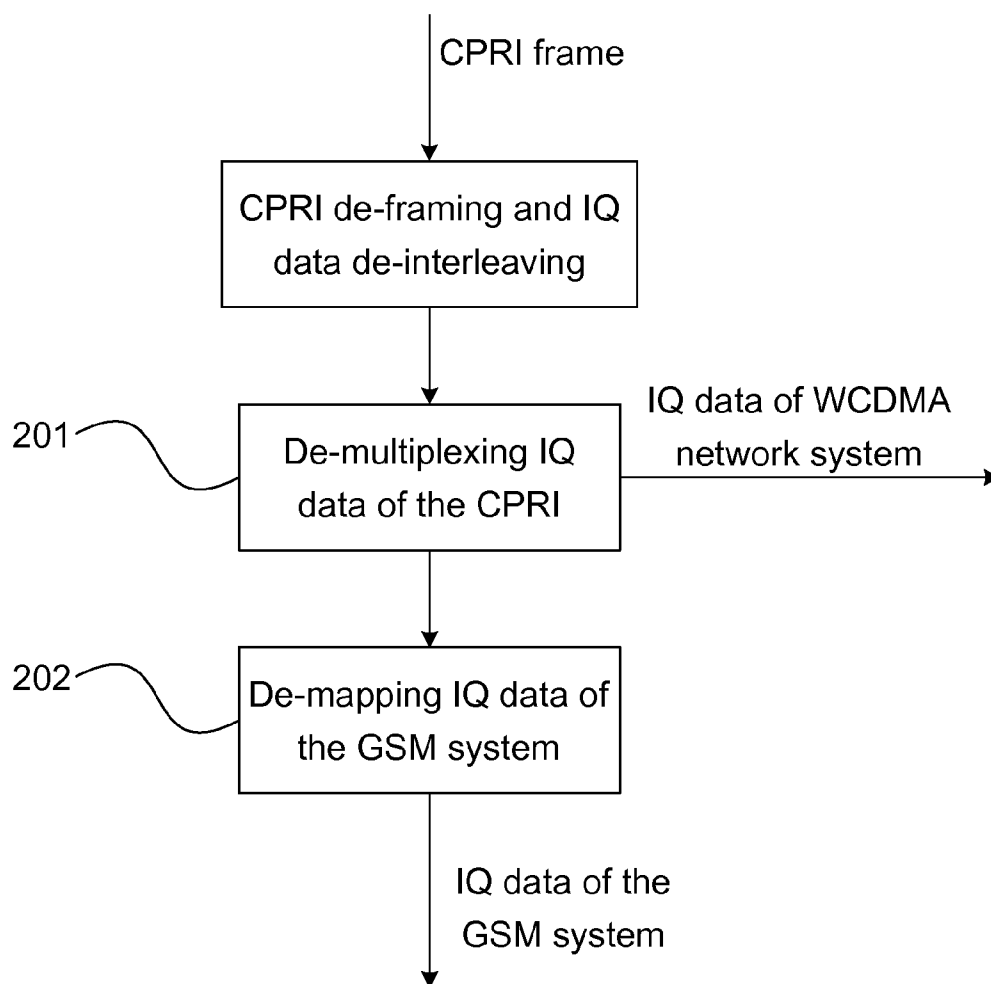 CPRI frame
CPRI de-framing and IQ
data de-interleaving
IQ data of WCDMA
network system
201
De-multiplexing IQ
data of the CPRI
202
De-mapping IQ data of
the GSM system
IQ data of the
GSM system